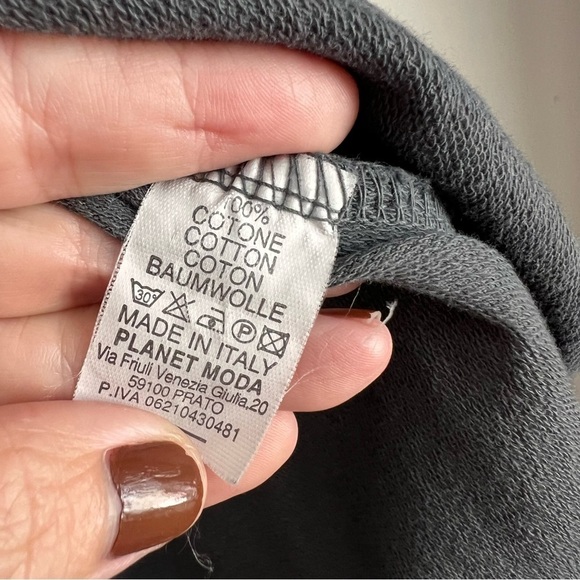 100%
COTONE
COTTON
COTON
BAUMWOLLE
30° P
MADE IN ITALY
PLANET MODA
Via Friuli Venezia Giulia,20
59100 PRATO
P.IVA 06210430481